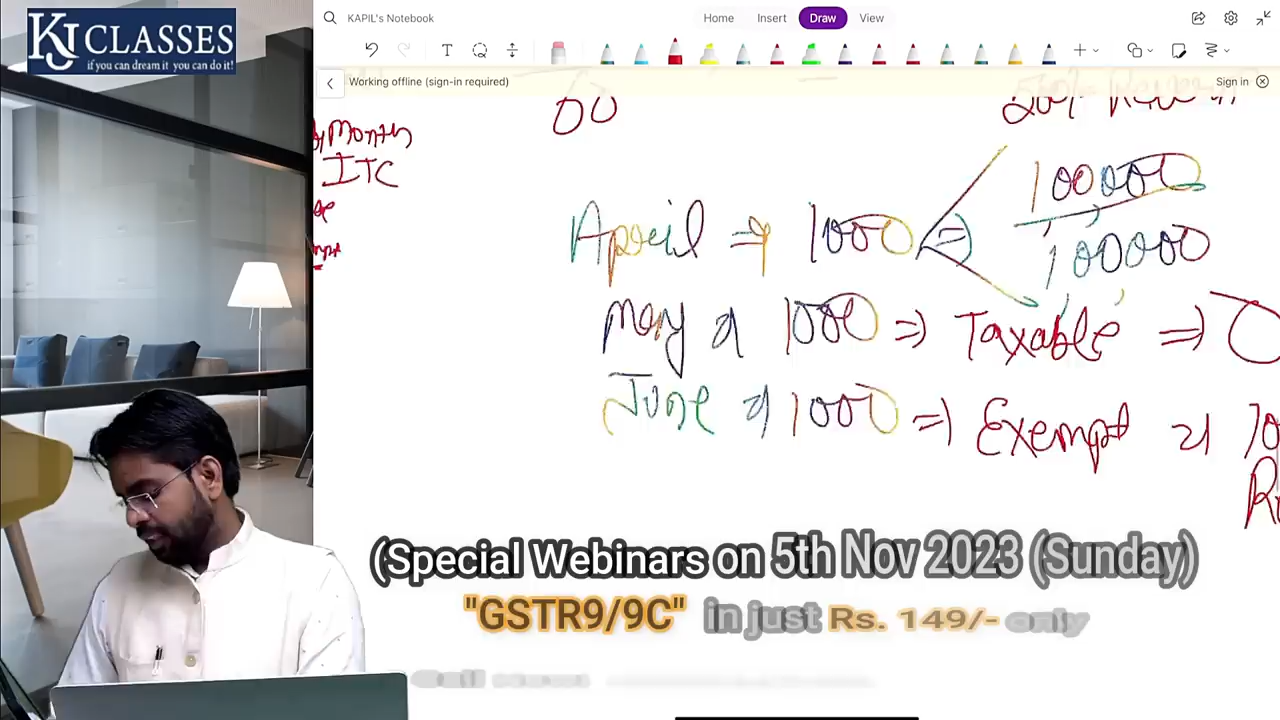 KJ CLASSES
if you can dream it you can do it!
KAPIL's Notebook
Home Insert Draw View
T
Working offline (sign-in required)
Sign in
Month
ITC
00
April ⇒ 1000 ⇒ 100000
100000
May ⇒ 1000 ⇒ Taxable ⇒ 0
June ⇒ 1000 ⇒ Exempt ⇒ 10
(Special Webinars on 5th Nov 2023 (Sunday)
"GSTR9/9C" in just Rs. 149/- only